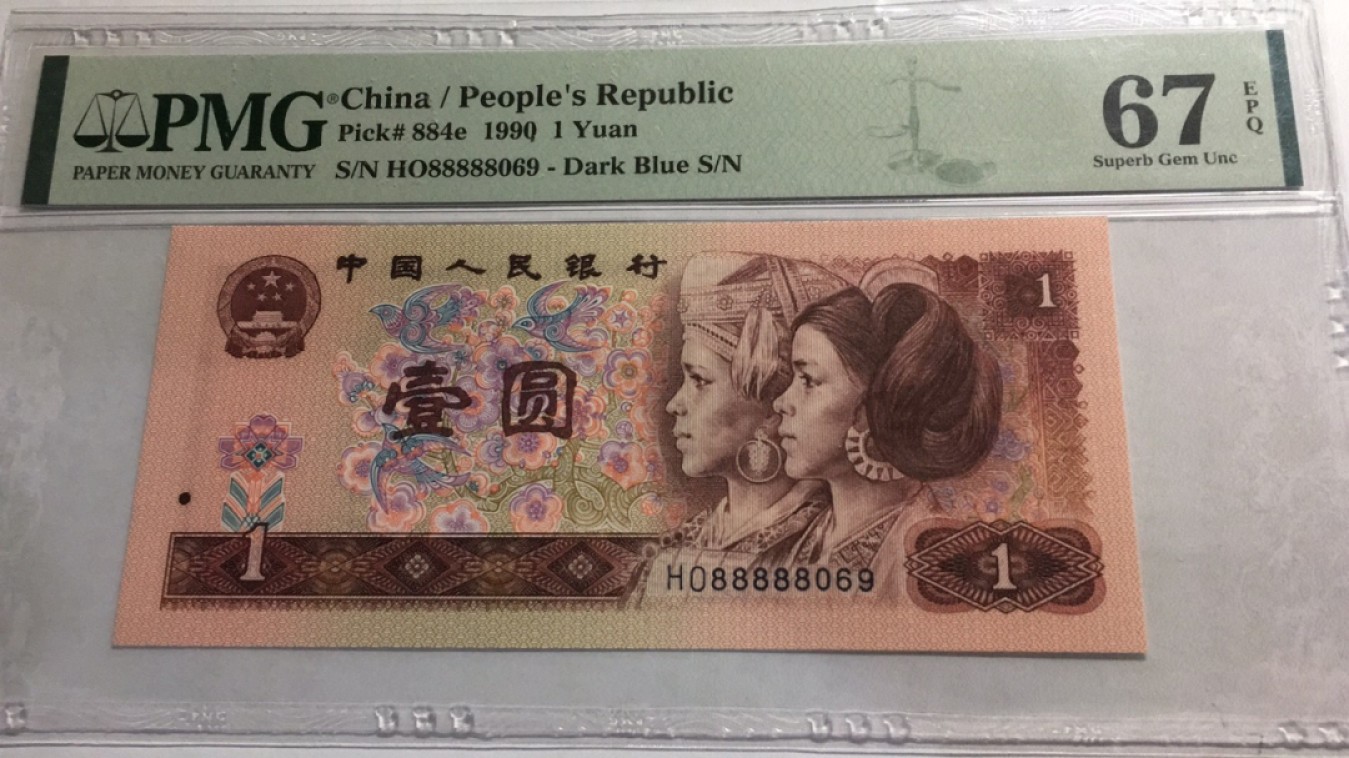 PMG® China / People's Republic
Pick# 884e 1990 1 Yuan
PAPER MONEY GUARANTY S/N HO88888069 - Dark Blue S/N
67 EPQ
Superb Gem Unc
中国人民银行
1
壹圆
1
HO88888069
1